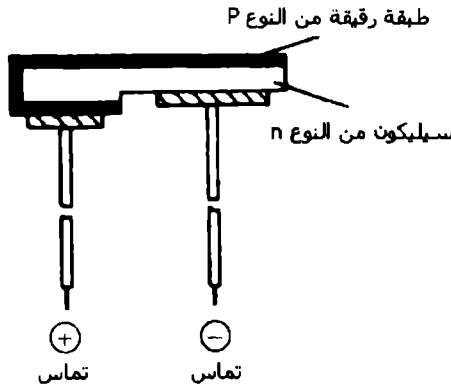 طبقة رقيقة من النوع P
سيليكون من النوع n
+
−
تماس
تماس